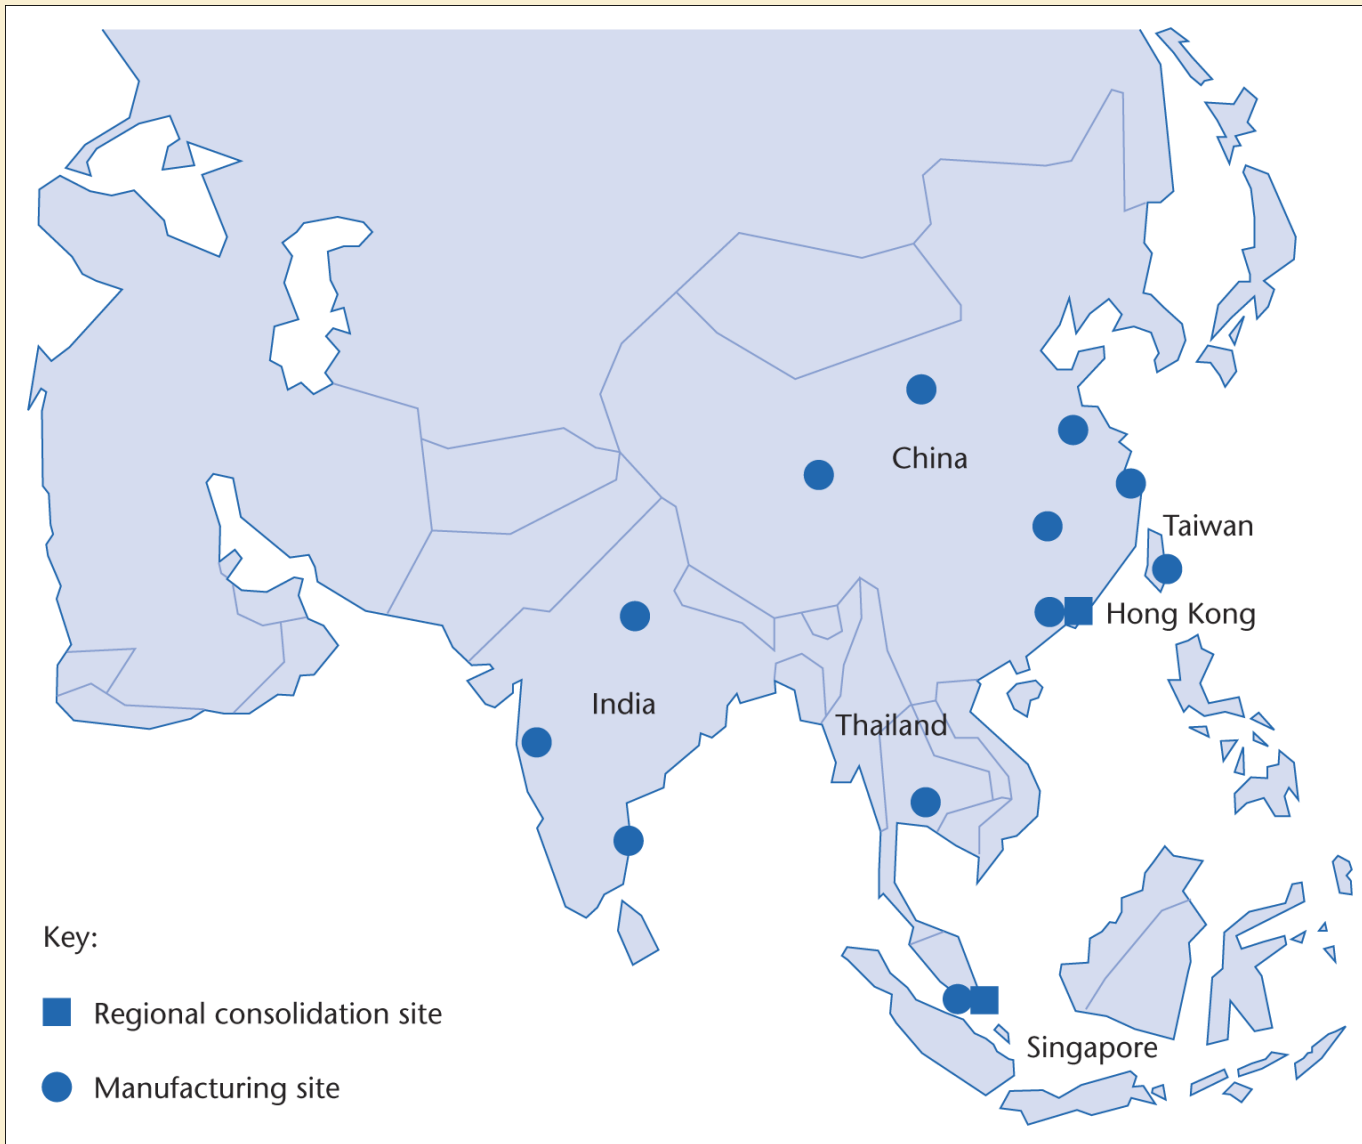 China
Taiwan
Hong Kong
India
Thailand
Singapore
Key:
Regional consolidation site
Manufacturing site